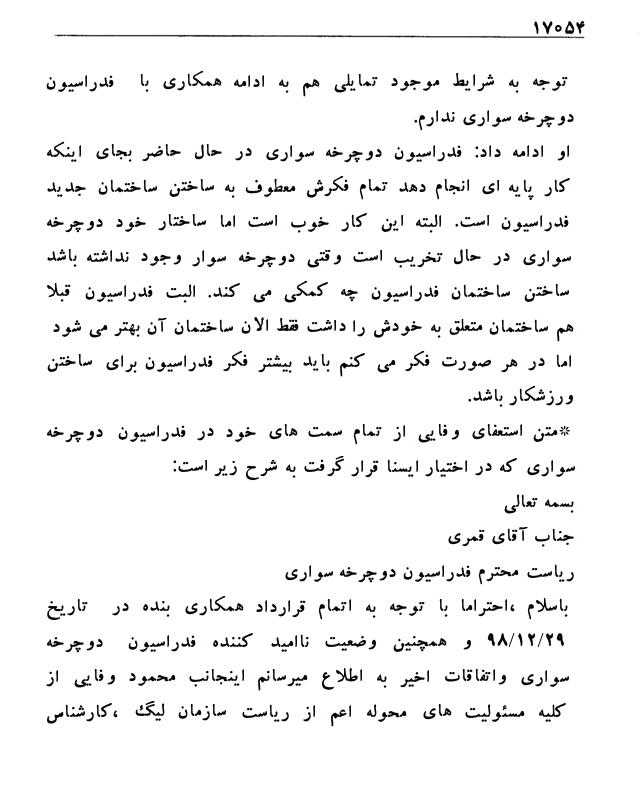 ۱۷۰۵۴
توجه به شرایط موجود تمایلی هم به ادامه همکاری با فدراسیون
دوچرخه سواری ندارم.
او ادامه داد: فدراسیون دوچرخه سواری در حال حاضر بجای اینکه
کار پایه ای انجام دهد تمام فکرش معطوف به ساختن ساختمان جدید
فدراسیون است. البته این کار خوب است اما ساختار خود دوچرخه
سواری در حال تخریب است وقتی دوچرخه سوار وجود نداشته باشد
ساختن ساختمان فدراسیون چه کمکی می کند. البت فدراسیون قبلا
هم ساختمان متعلق به خودش را داشت فقط الان ساختمان آن بهتر می شود
اما در هر صورت فکر می کنم باید بیشتر فکر فدراسیون برای ساختن
ورزشکار باشد.
*متن استعفای وفایی از تمام سمت های خود در فدراسیون دوچرخه
سواری که در اختیار ایسنا قرار گرفت به شرح زیر است:
بسمه تعالی
جناب آقای قمری
ریاست محترم فدراسیون دوچرخه سواری
باسلام ،احتراما با توجه به اتمام قرارداد همکاری بنده در تاریخ
۹۸/۱۲/۲۹ و همچنین وضعیت ناامید کننده فدراسیون دوچرخه
سواری واتفاقات اخیر به اطلاع میرسانم اینجانب محمود وفایی از
کلیه مسئولیت های محوله اعم از ریاست سازمان لیگ ،کارشناس